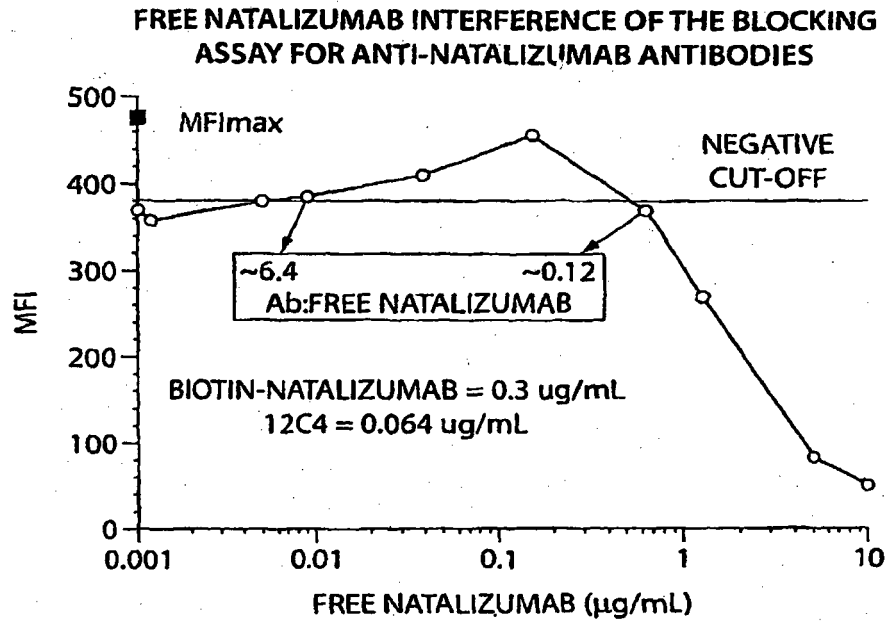 FREE NATALIZUMAB INTERFERENCE OF THE BLOCKING
ASSAY FOR ANTI-NATALIZUMAB ANTIBODIES
500
MFImax
NEGATIVE
CUT-OFF
400
~6.4 ~0.12
Ab:FREE NATALIZUMAB
300
MFI
200
BIOTIN-NATALIZUMAB = 0.3 ug/mL
12C4 = 0.064 ug/mL
100
0
0.001 0.01 0.1 1 10
FREE NATALIZUMAB (µg/mL)